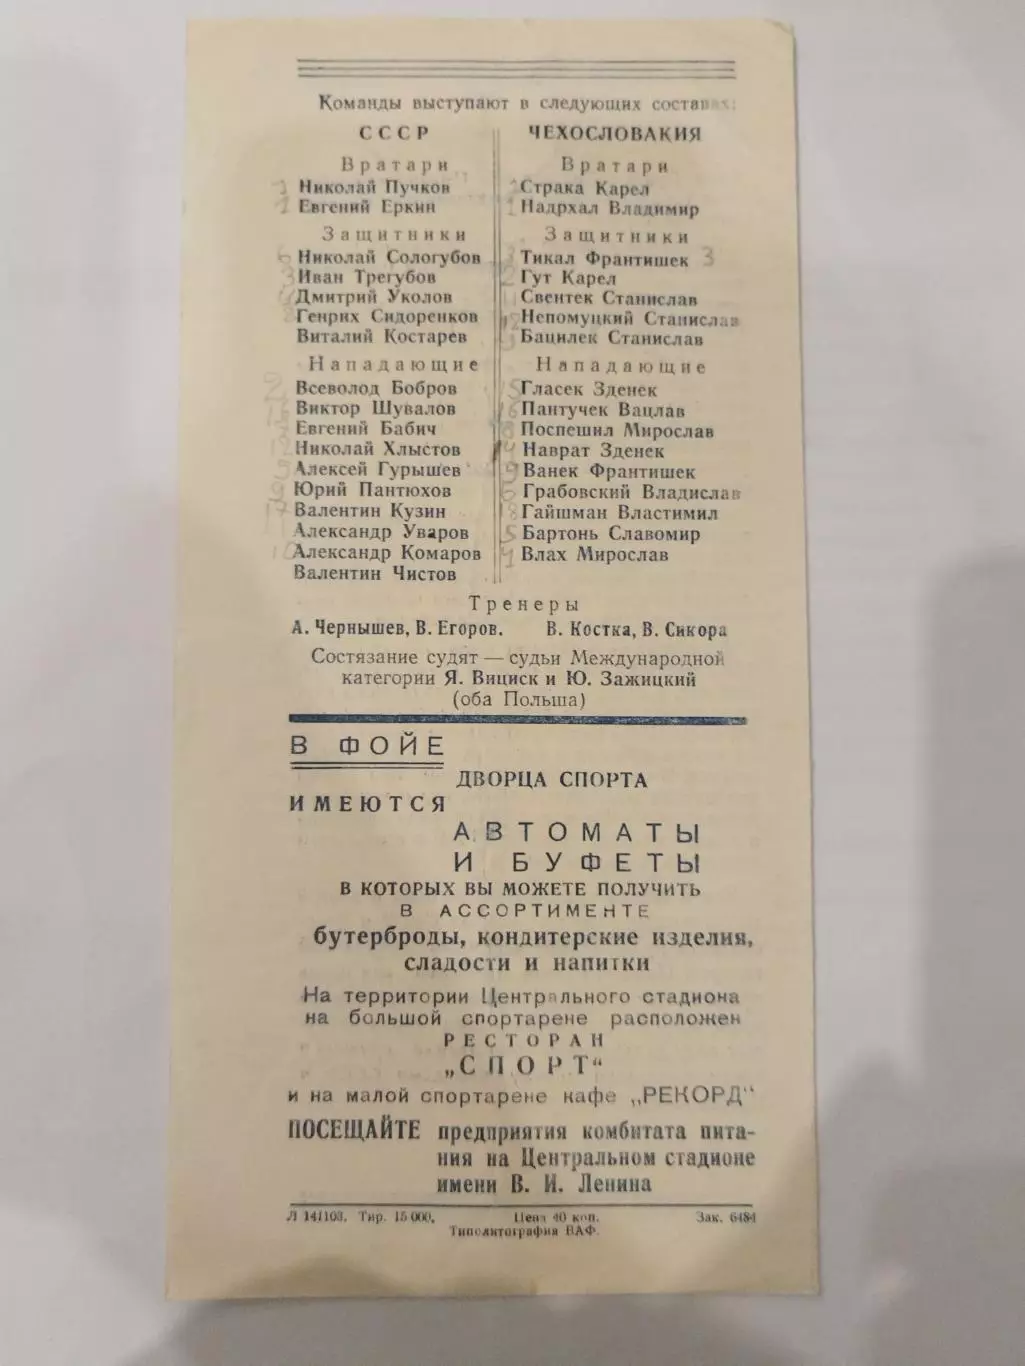 Команды выступают в следующих составах:
СССР
Вратари
Николай Пучков
Евгений Еркин
Защитники
Николай Сологубов
Иван Трегубов
Дмитрий Уколов
Генрих Сидоренков
Виталий Костарев
Нападающие
Всеволод Бобров
Виктор Шувалов
Евгений Бабич
Николай Хлыстов
Алексей Гурышев
Юрий Пантюхов
Валентин Кузин
Александр Уваров
Александр Комаров
Валентин Чистов
ЧЕХОСЛОВАКИЯ
Вратари
Страка Карел
Надрхал Владимир
Защитники
Тикал Франтишек 3
Гут Карел
Свентек Станислав
Непомуцкий Станислав
Бацилек Станислав
Нападающие
Гласек Зденек
Пантучек Вацлав
Поспешил Мирослав
Наврат Зденек
Ванек Франтишек
Грабовский Владислав
Гайшман Властимил
Бартонь Славомир
Влах Мирослав
Тренеры
А. Чернышев, В. Егоров. В. Костка, В. Сикора
Состязание судят — судьи Международной
категории Я. Вициск и Ю. Зажицкий
(оба Польша)
В ФОЙЕ
ДВОРЦА СПОРТА
ИМЕЮТСЯ
АВТОМАТЫ
И БУФЕТЫ
В КОТОРЫХ ВЫ МОЖЕТЕ ПОЛУЧИТЬ
В АССОРТИМЕНТЕ
бутерброды, кондитерские изделия,
сладости и напитки
На территории Центрального стадиона
на большой спортарене расположен
РЕСТОРАН
„СПОРТ“
и на малой спортарене кафе „РЕКОРД“
ПОСЕЩАЙТЕ предприятия комбитата пита-
ния на Центральном стадионе
имени В. И. Ленина
Л 141103. Тир. 15 000. Цена 40 коп. Зак. 6484
Типолитография ВАФ.